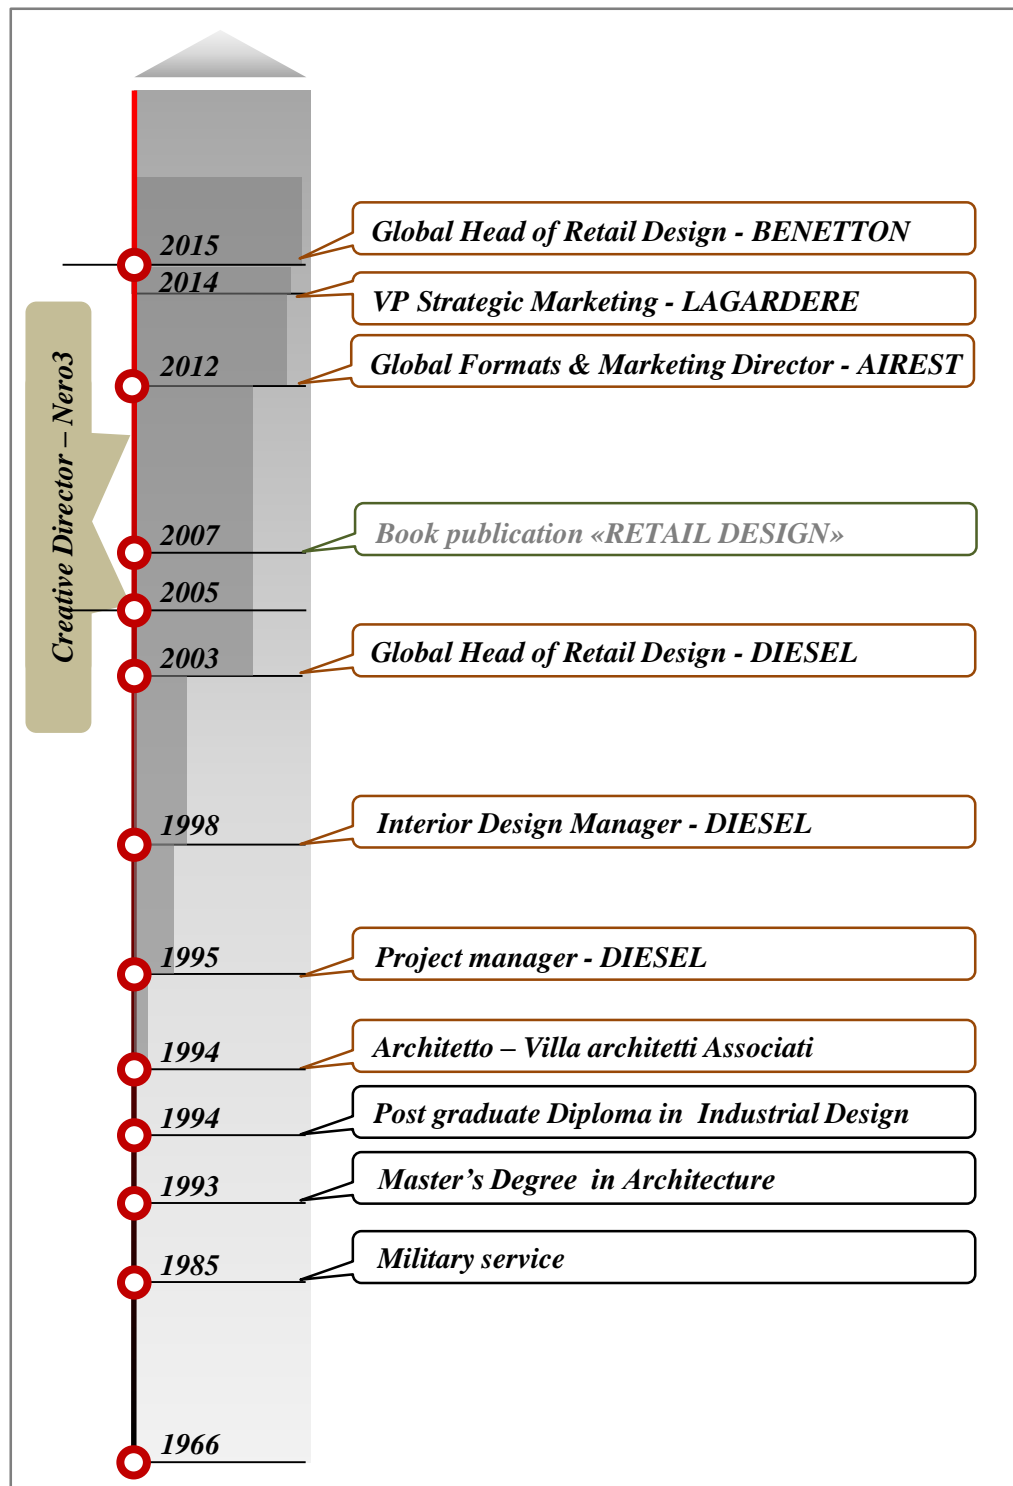 2015
Global Head of Retail Design - BENETTON
2014
VP Strategic Marketing - LAGARDERE
2012
Global Formats & Marketing Director - AIREST
Creative Director – Nero3
2007
Book publication «RETAIL DESIGN»
2005
2003
Global Head of Retail Design - DIESEL
1998
Interior Design Manager - DIESEL
1995
Project manager - DIESEL
1994
Architetto – Villa architetti Associati
1994
Post graduate Diploma in  Industrial Design
1993
Master’s Degree  in Architecture
1985
Military service
1966